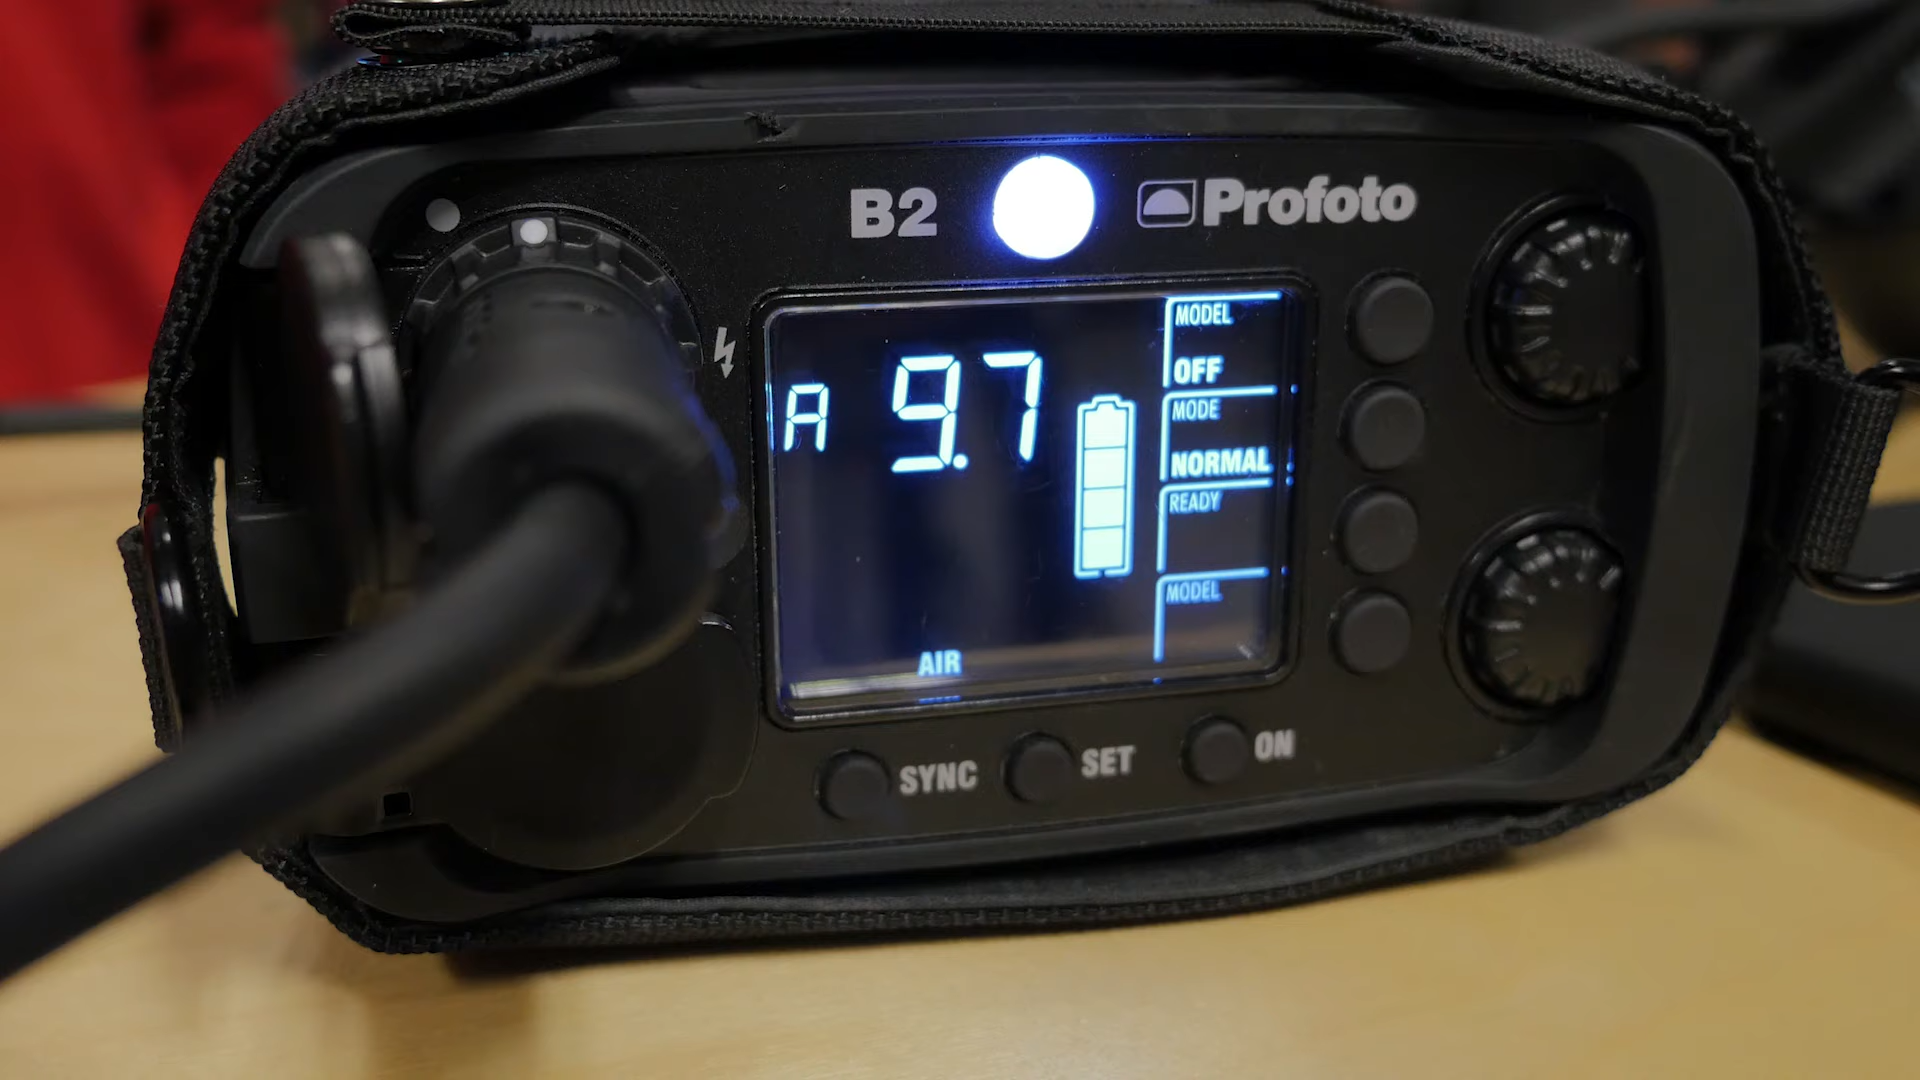 B2 Profoto
MODEL
OFF
A 9.7
MODE
NORMAL
READY
MODEL
AIR
SYNC SET ON